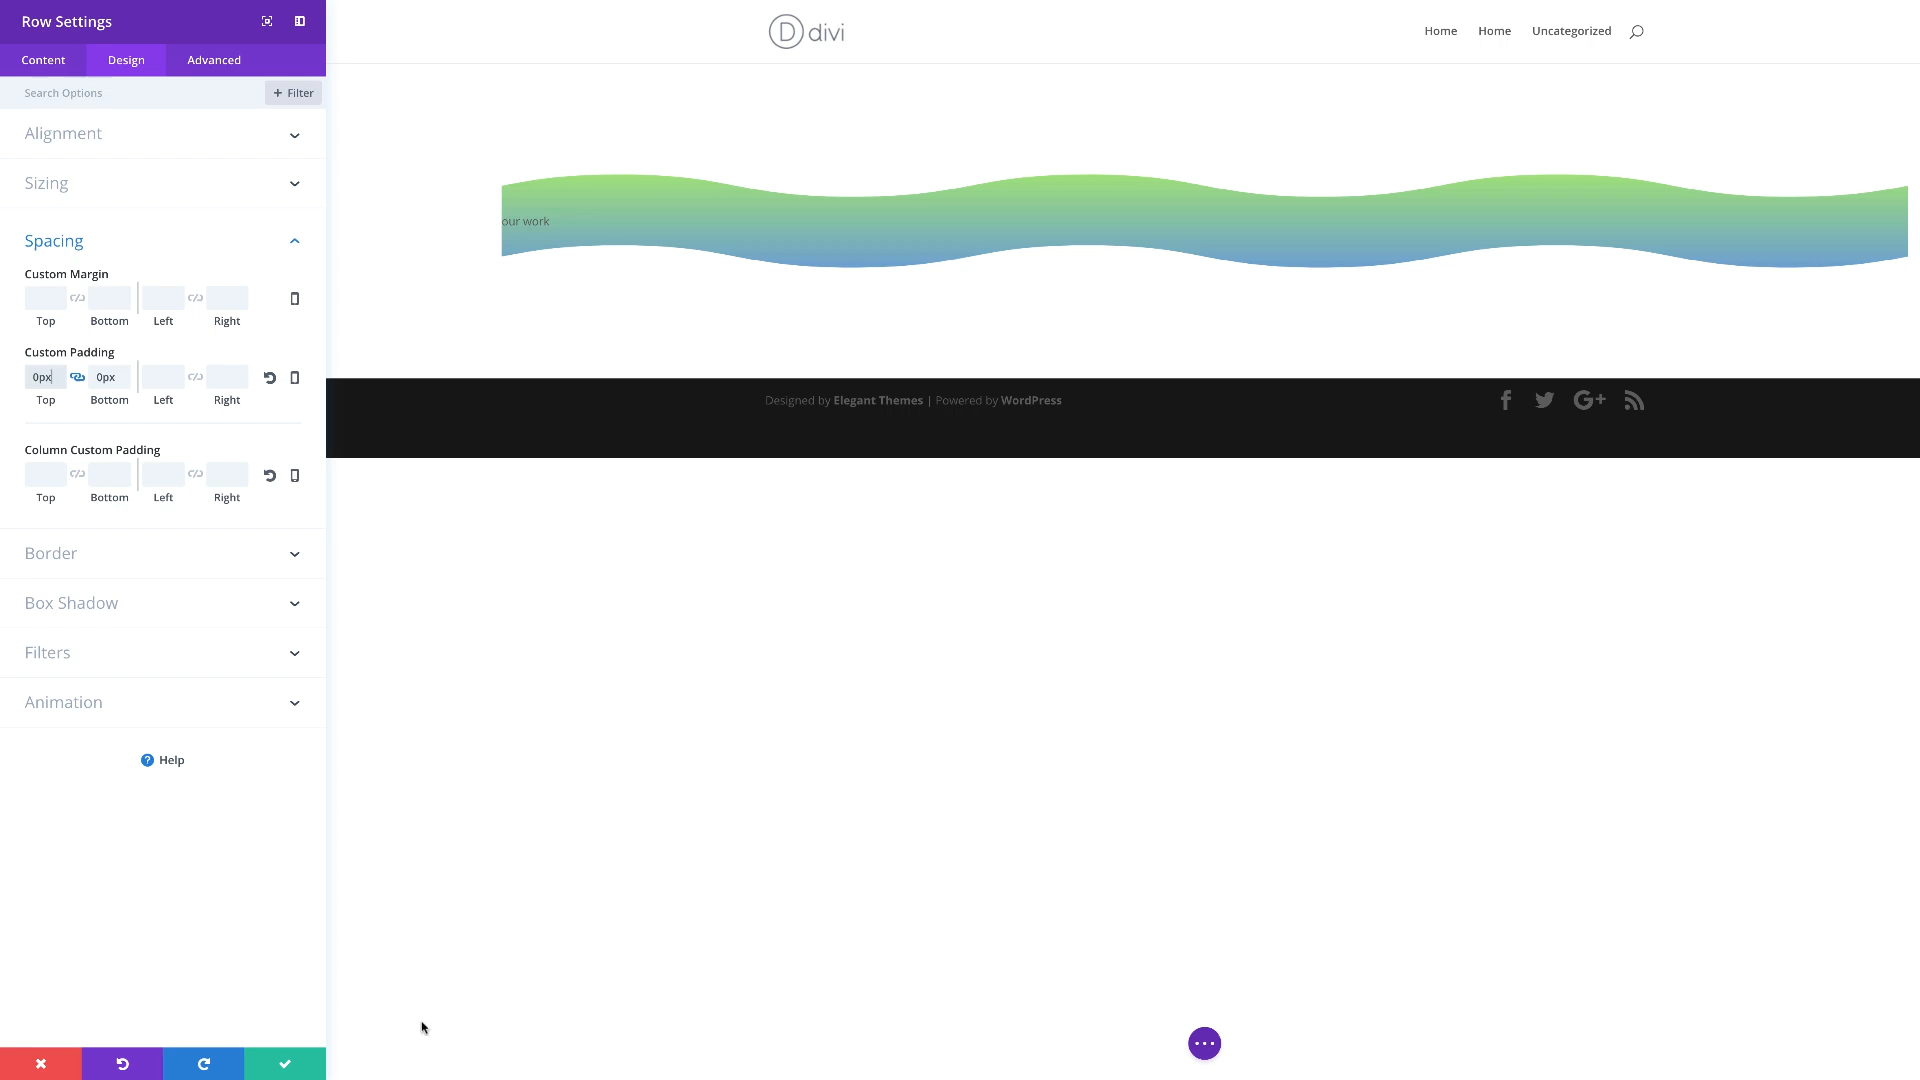 Row Settings
Content Design Advanced
Search Options
+ Filter
Alignment
Sizing
Spacing
Custom Margin
Top Bottom Left Right
Custom Padding
0px 0px
Top Bottom Left Right
Column Custom Padding
Top Bottom Left Right
Border
Box Shadow
Filters
Animation
? Help
D divi
Home Home Uncategorized
our work
Designed by Elegant Themes | Powered by WordPress
G+